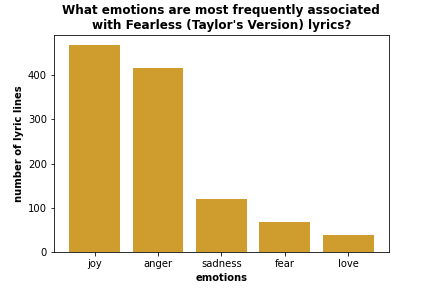 What emotions are most frequently associated
with Fearless (Taylor's Version) lyrics?
number of lyric lines
400
300
200
100
0
joy anger sadness fear love
emotions